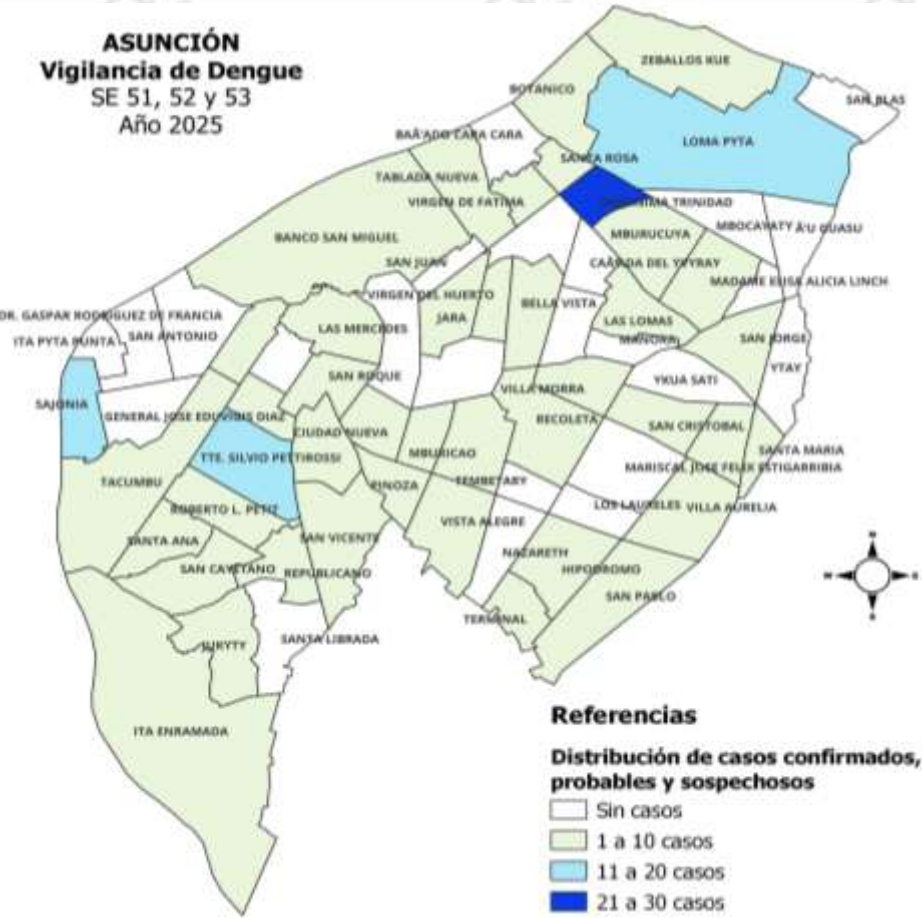 ASUNCIÓN
Vigilancia de Dengue
SE 51, 52 y 53
Año 2025
ZEBALLOS KUE
BOTANICO
SAN BLAS
BAÃ'ADO CARA CARA
LOMA PYTA
SANTA ROSA
TABLADA NUEVA
VIRGEN DE FATIMA
TRINIDAD
MBOCAYATY
Ã'U GUASU
MBURUCUYA
BANCO SAN MIGUEL
SAN JUAN
DEL YVYRAY
MADAME ELISA ALICIA LINCH
VIRGEN DEL HUERTO
BELLA VISTA
DR. GASPAR RODRIGUEZ DE FRANCIA
JARA
LAS LOMAS
LAS MERCEDES
ITA PYTA PUNTA
SAN ANTONIO
MANORA
SAN JORGE
YTAY
SAN ROQUE
YKUA SATI
VILLA MORRA
SAJONIA
GENERAL JOSE EDUVIGIS DIAZ
RECOLETA
SAN CRISTOBAL
CIUDAD NUEVA
SANTA MARIA
MBURICAO
TTE. SILVIO PETTIROSSI
MARISCAL JOSE FELIX ESTIGARRIBIA
TACUMBU
PINOZA
TEMBETARY
LOS LAURELES
VILLA AURELIA
ROBERTO L. PETIT
VISTA ALEGRE
SANTA ANA
SAN VICENTE
NAZARETH
HIPODROMO
SAN CAYETANO
REPUBLICANO
SAN PABLO
TERMINAL
JUKYTY
SANTA LIBRADA
ITA ENRAMADA
Referencias
Distribución de casos confirmados,
probables y sospechosos
Sin casos
1 a 10 casos
11 a 20 casos
21 a 30 casos